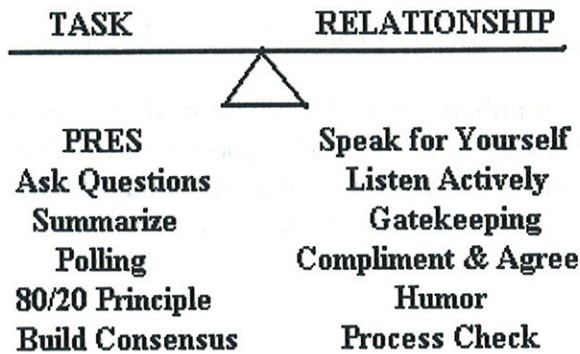 TASK RELATIONSHIP
PRES Speak for Yourself
Ask Questions Listen Actively
Summarize Gatekeeping
Polling Compliment & Agree
80/20 Principle Humor
Build Consensus Process Check